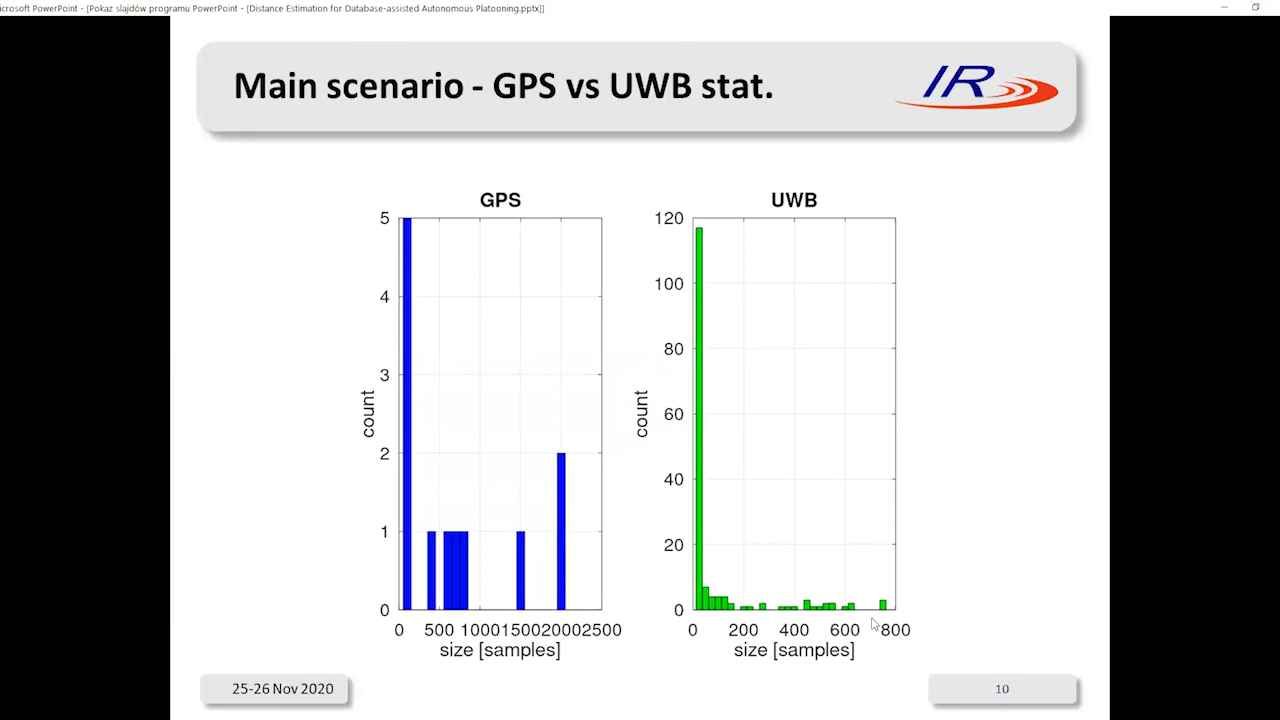 icrosoft PowerPoint - [Pokaz slajdów programu PowerPoint - [Distance Estimation for Database-assisted Autonomous Platooning.pptx]]
Main scenario - GPS vs UWB stat.
IR
GPS
5
4
3
2
1
0
count
0 500 1000 1500 2000 2500
size [samples]
UWB
120
100
80
60
40
20
0
count
0 200 400 600 800
size [samples]
25-26 Nov 2020
10